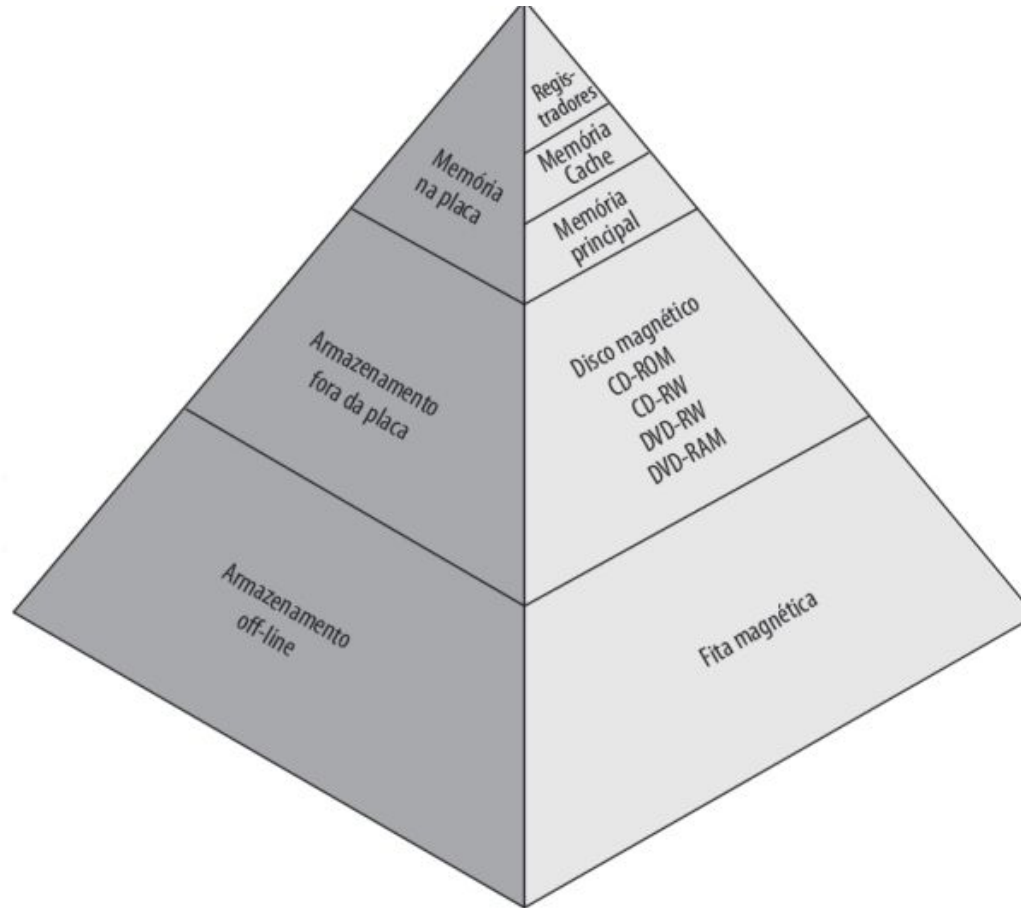 Memória
na placa
Regis-
tradores
Memória
Cache
Memória
principal
Armazenamento
fora da placa
Disco magnético
CD-ROM
CD-RW
DVD-RW
DVD-RAM
Armazenamento
off-line
Fita magnética